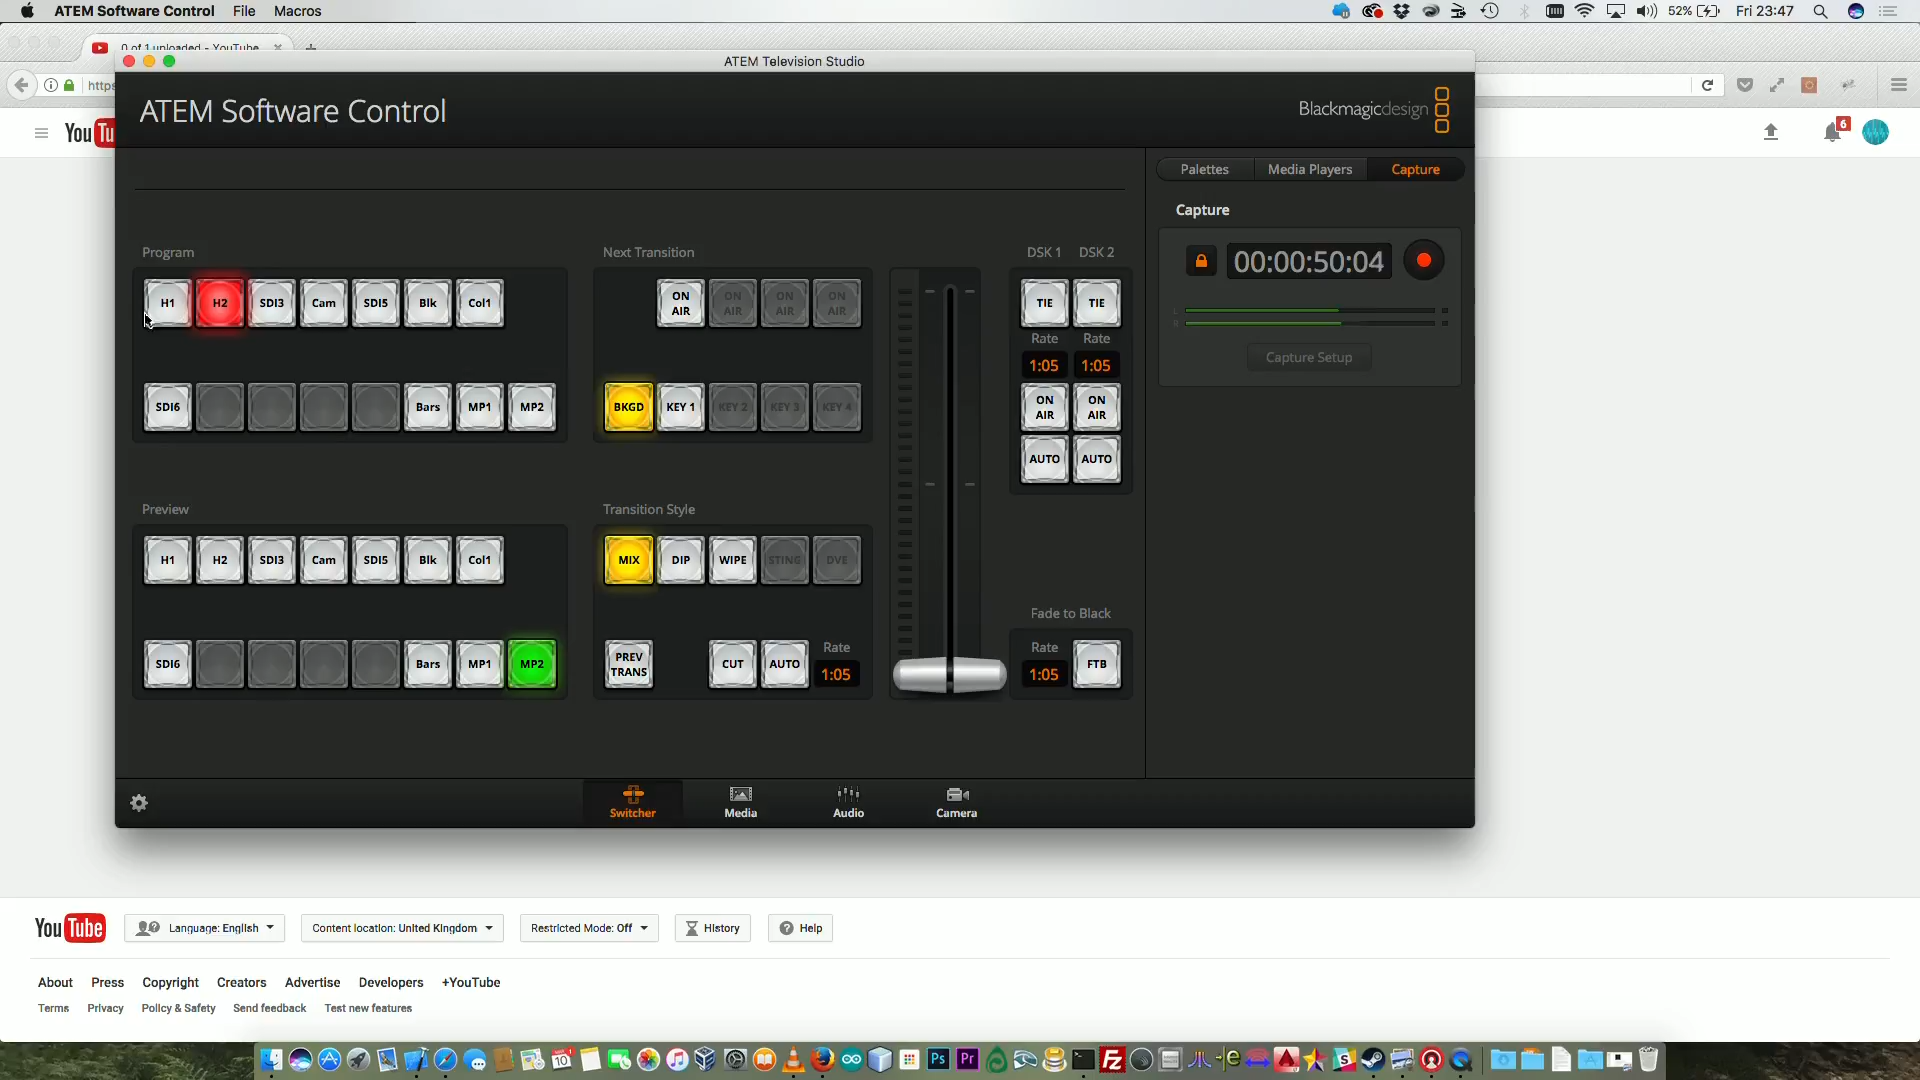 ATEM Software Control File Macros
52% Fri 23:47
0 of 1 uploaded - YouTube
ATEM Television Studio
https
ATEM Software Control
Blackmagicdesign
YouTu
6
Palettes Media Players Capture
Capture
00:00:50:04
L
R
Capture Setup
Program
H1 H2 SDI3 Cam SDI5 Blk Col1
SDI6 Bars MP1 MP2
Next Transition
ON AIR ON AIR ON AIR ON AIR
BKGD KEY 1 KEY 2 KEY 3 KEY 4
DSK 1 DSK 2
TIE TIE
Rate Rate
1:05 1:05
ON AIR ON AIR
AUTO AUTO
Preview
H1 H2 SDI3 Cam SDI5 Blk Col1
SDI6 Bars MP1 MP2
Transition Style
MIX DIP WIPE STING DVE
PREV TRANS CUT AUTO Rate
1:05
Fade to Black
Rate
1:05 FTB
Switcher Media Audio Camera
YouTube Language: English Content location: United Kingdom Restricted Mode: Off History Help
About Press Copyright Creators Advertise Developers +YouTube
Terms Privacy Policy & Safety Send feedback Test new features
10 Ps Pr FZ